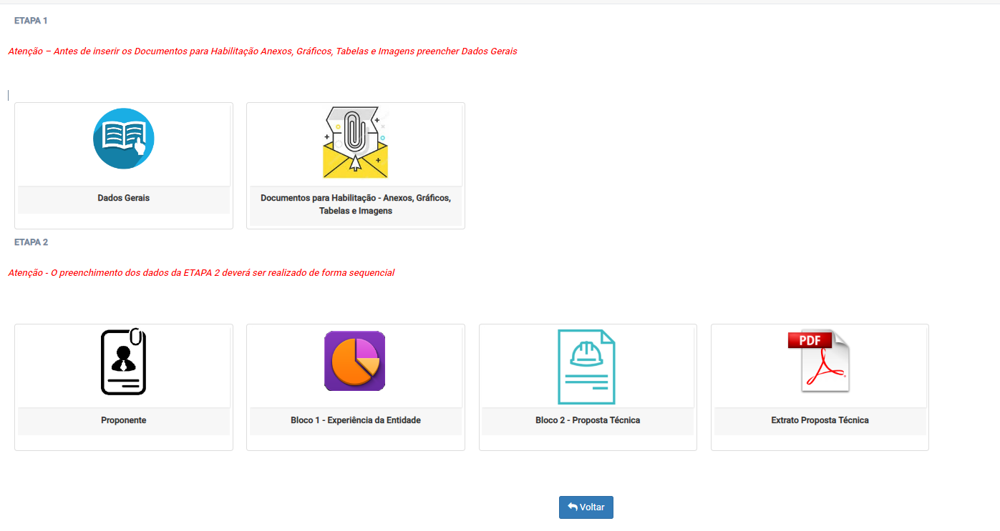 ETAPA 1
Atenção – Antes de inserir os Documentos para Habilitação Anexos, Gráficos, Tabelas e Imagens preencher Dados Gerais
Dados Gerais
Documentos para Habilitação - Anexos, Gráficos,
Tabelas e Imagens
ETAPA 2
Atenção - O preenchimento dos dados da ETAPA 2 deverá ser realizado de forma sequencial
Proponente
Bloco 1 - Experiência da Entidade
Bloco 2 - Proposta Técnica
PDF
Extrato Proposta Técnica
Voltar